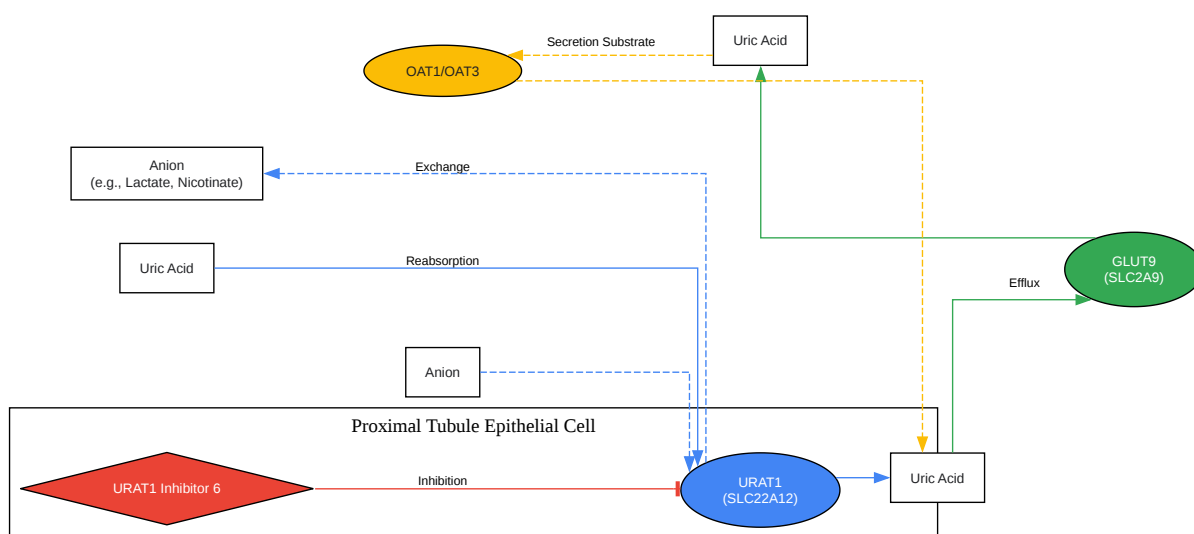 Uric Acid
Secretion Substrate
OAT1/OAT3
Anion
(e.g., Lactate, Nicotinate)
Exchange
Uric Acid
Reabsorption
GLUT9
(SLC2A9)
Efflux
Anion
Proximal Tubule Epithelial Cell
URAT1 Inhibitor 6
Inhibition
URAT1
(SLC22A12)
Uric Acid